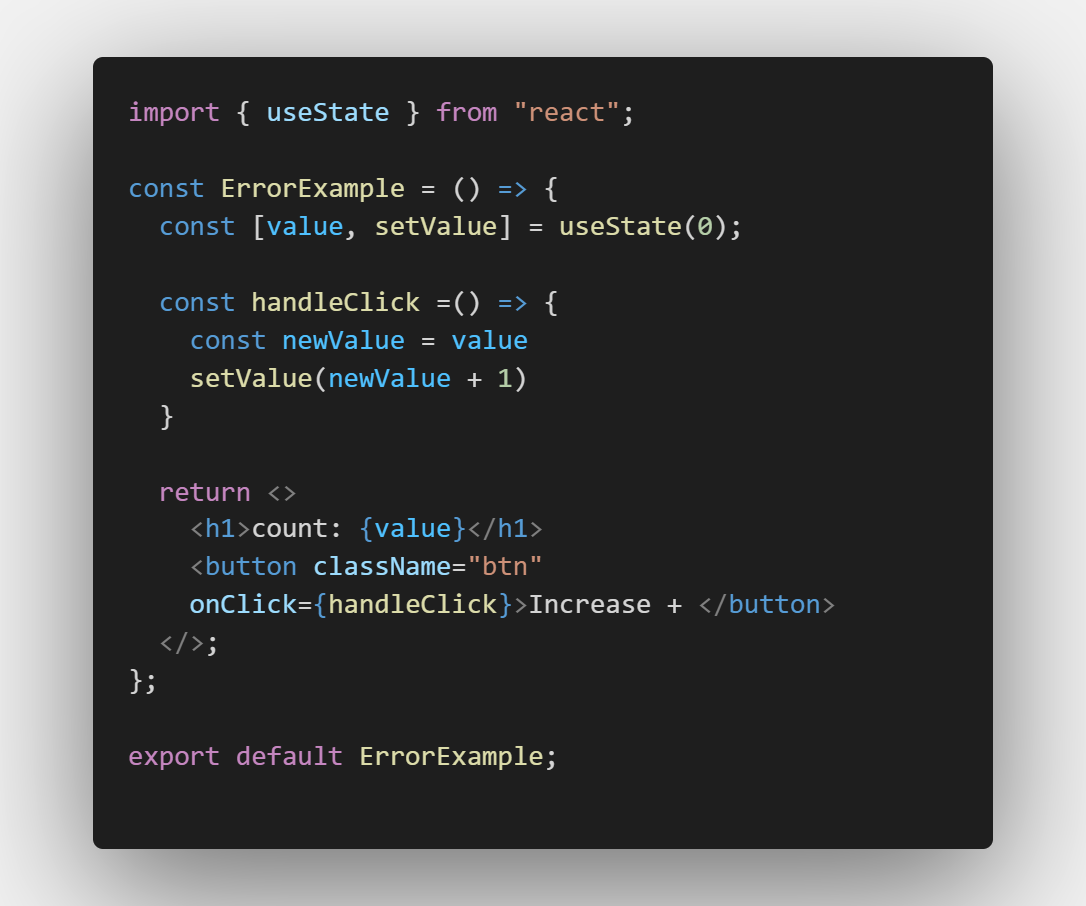 import { useState } from "react";
const ErrorExample = () => {
  const [value, setValue] = useState(0);
  const handleClick =() => {
    const newValue = value
    setValue(newValue + 1)
  }
  return <>
    <h1>count: {value}</h1>
    <button className="btn"
    onClick={handleClick}>Increase + </button>
  </>;
};
export default ErrorExample;